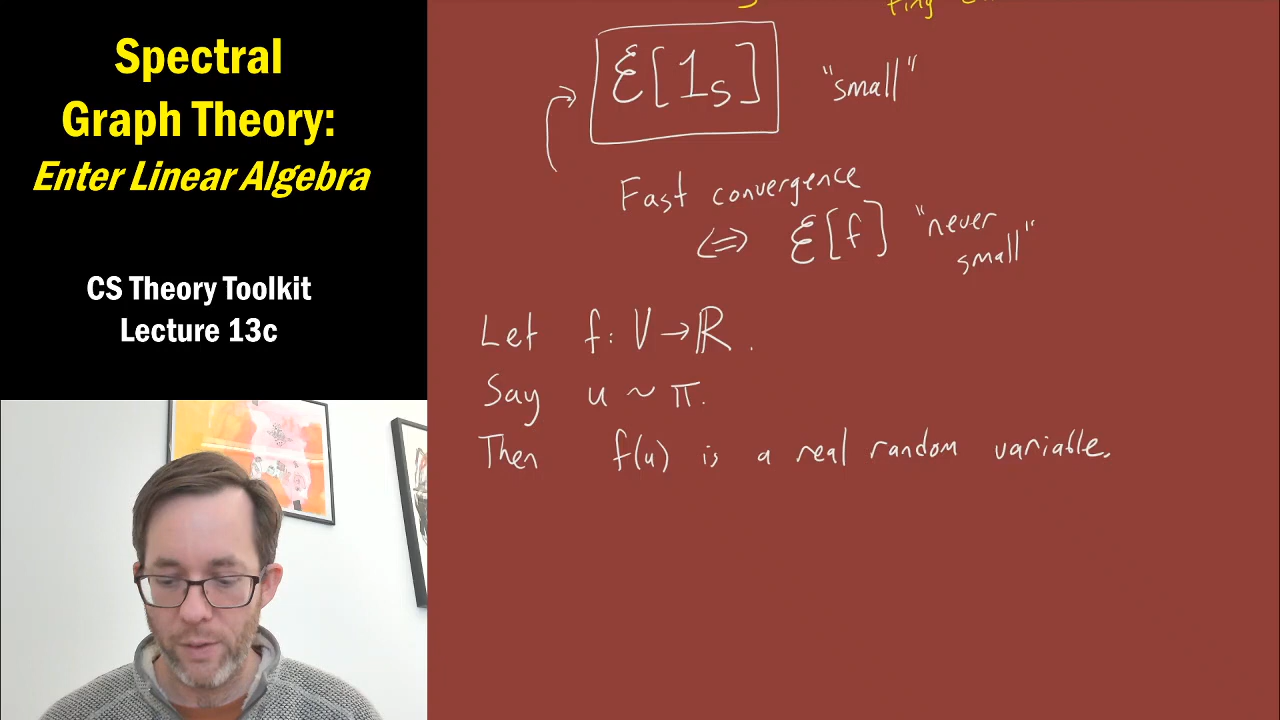 Spectral
Graph Theory:
Enter Linear Algebra
CS Theory Toolkit
Lecture 13c
ℰ[1_S] "small"
Fast convergence
⇔ ℰ[f] "never small"
Let f: V → ℝ.
Say u ~ π.
Then f(u) is a real random variable.